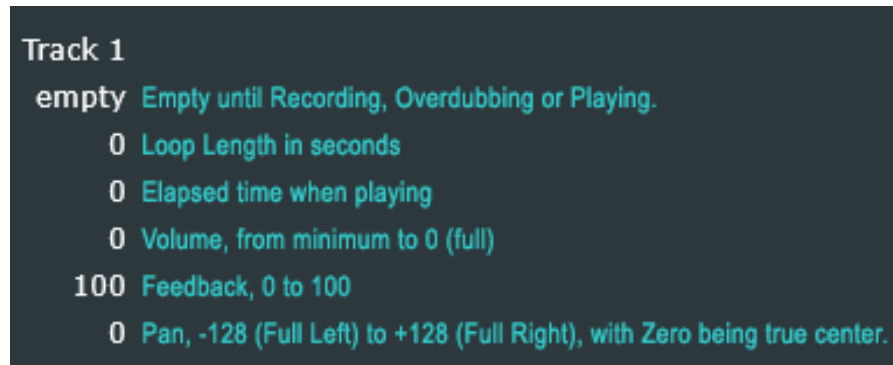 Track 1
empty Empty until Recording, Overdubbing or Playing.
0 Loop Length in seconds
0 Elapsed time when playing
0 Volume, from minimum to 0 (full)
100 Feedback, 0 to 100
0 Pan, -128 (Full Left) to +128 (Full Right), with Zero being true center.